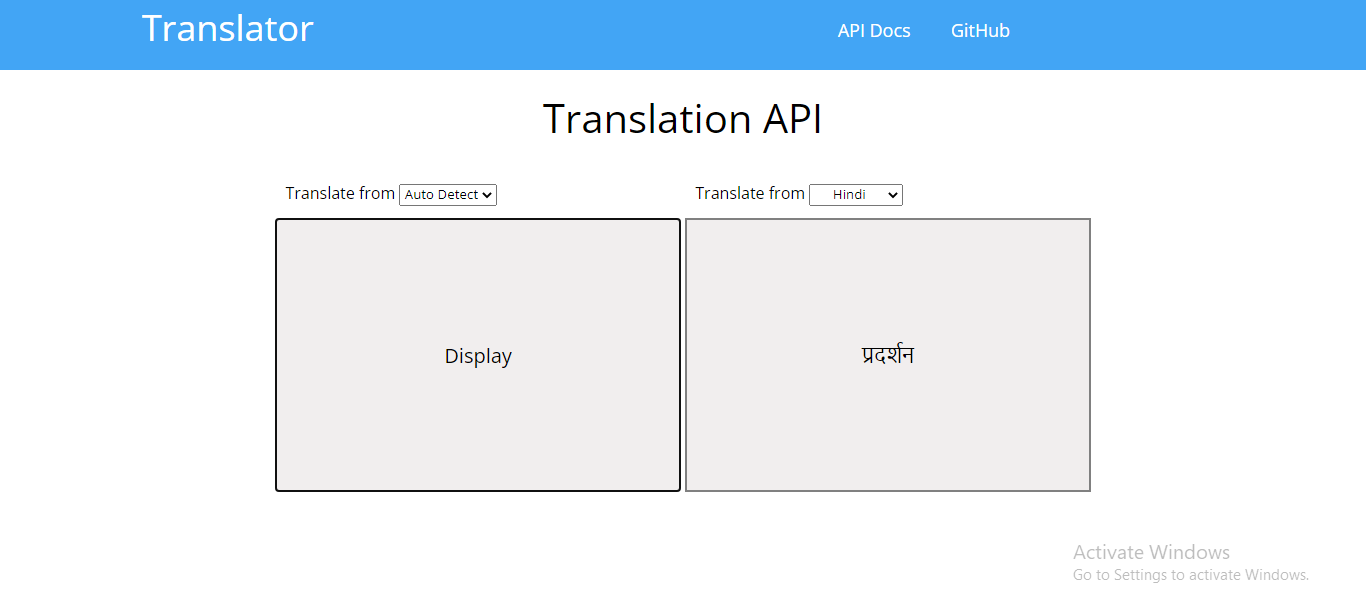 Translator
API Docs GitHub
Translation API
Translate from Auto Detect
Translate from Hindi
Display
प्रदर्शन
Activate Windows
Go to Settings to activate Windows.